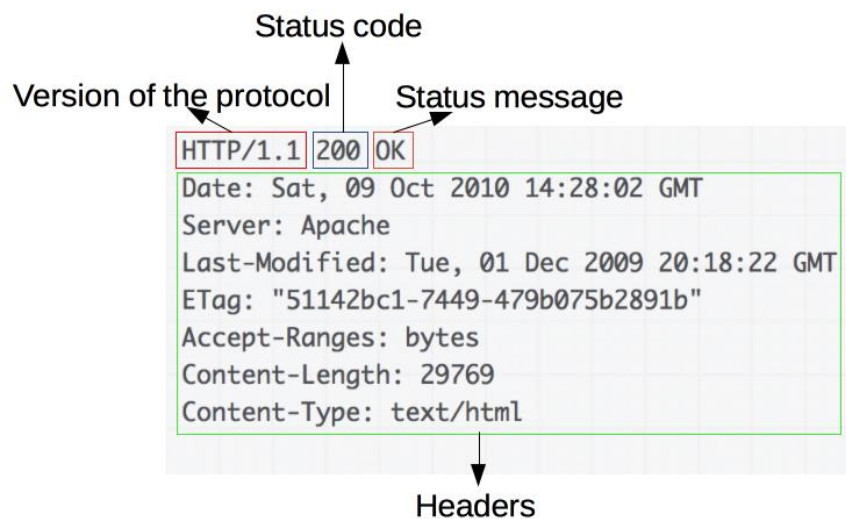 Status code
Version of the protocol
Status message
HTTP/1.1 200 OK
Date: Sat, 09 Oct 2010 14:28:02 GMT
Server: Apache
Last-Modified: Tue, 01 Dec 2009 20:18:22 GMT
ETag: "51142bc1-7449-479b075b2891b"
Accept-Ranges: bytes
Content-Length: 29769
Content-Type: text/html
Headers